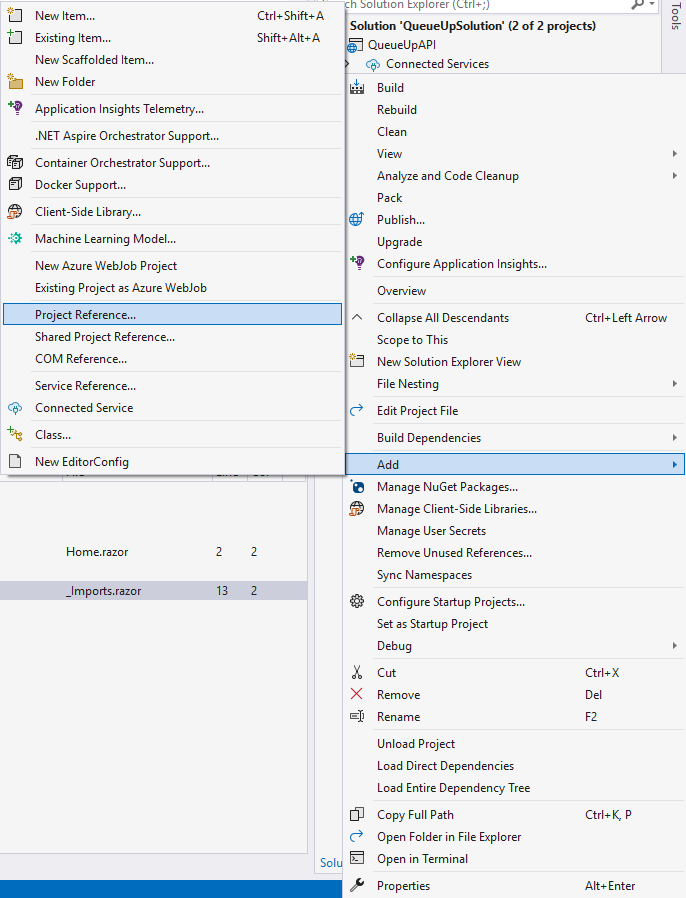 New Item... Ctrl+Shift+A
Existing Item... Shift+Alt+A
New Scaffolded Item...
New Folder
Application Insights Telemetry...
.NET Aspire Orchestrator Support...
Container Orchestrator Support...
Docker Support...
Client-Side Library...
Machine Learning Model...
New Azure WebJob Project
Existing Project as Azure WebJob
Project Reference...
Shared Project Reference...
COM Reference...
Service Reference...
Connected Service
Class...
New EditorConfig
Home.razor 2 2
_Imports.razor 13 2
Solu
Solution Explorer (Ctrl+;)
Tools
Solution 'QueueUpSolution' (2 of 2 projects)
QueueUpAPI
Connected Services
Build
Rebuild
Clean
View
Analyze and Code Cleanup
Pack
Publish...
Upgrade
Configure Application Insights...
Overview
Collapse All Descendants Ctrl+Left Arrow
Scope to This
New Solution Explorer View
File Nesting
Edit Project File
Build Dependencies
Add
Manage NuGet Packages...
Manage Client-Side Libraries...
Manage User Secrets
Remove Unused References...
Sync Namespaces
Configure Startup Projects...
Set as Startup Project
Debug
Cut Ctrl+X
Remove Del
Rename F2
Unload Project
Load Direct Dependencies
Load Entire Dependency Tree
Copy Full Path Ctrl+K, P
Open Folder in File Explorer
Open in Terminal
Properties Alt+Enter